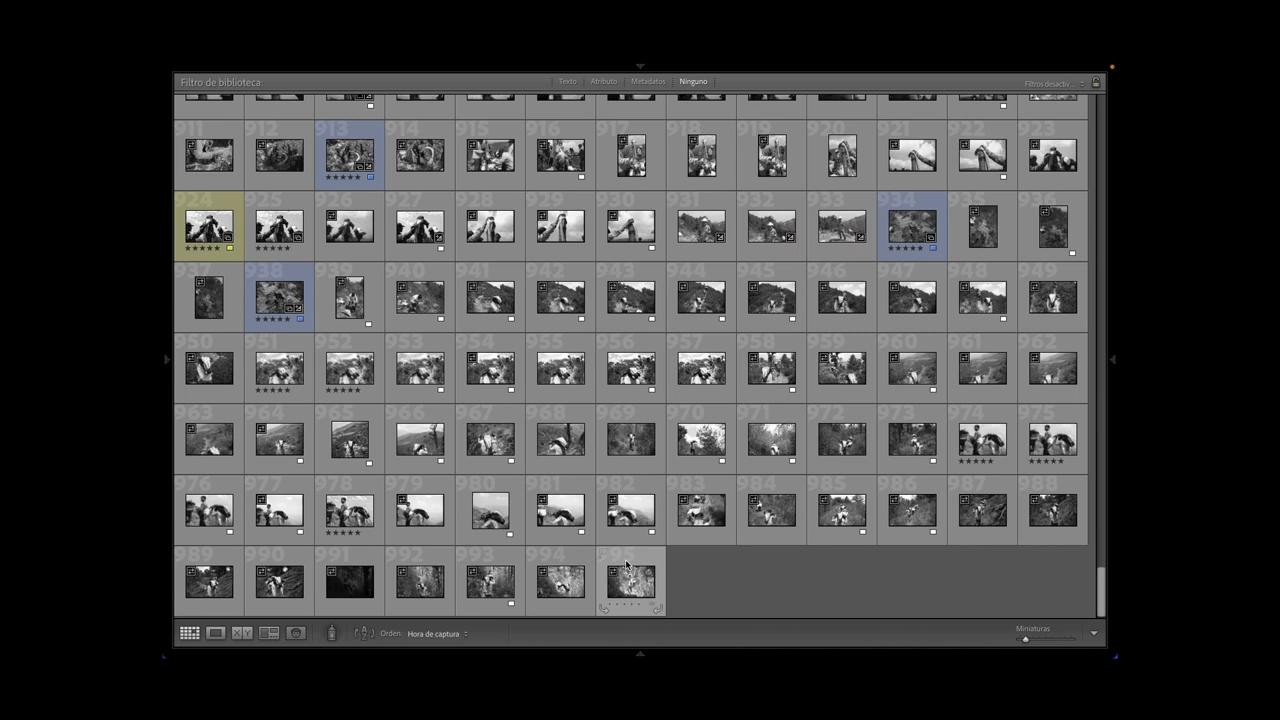 Filtro de biblioteca: Texto Atributo Metadatos Ninguno Filtros desactiv...
911 912 913 914 915 916 917 918 919 920 921 922 923
924 925 926 927 928 929 930 931 932 933 934 935 936
937 938 939 940 941 942 943 944 945 946 947 948 949
950 951 952 953 954 955 956 957 958 959 960 961 962
963 964 965 966 967 968 969 970 971 972 973 974 975
976 977 978 979 980 981 982 983 984 985 986 987 988
989 990 991 992 993 994 995
XY Orden: Hora de captura Miniaturas